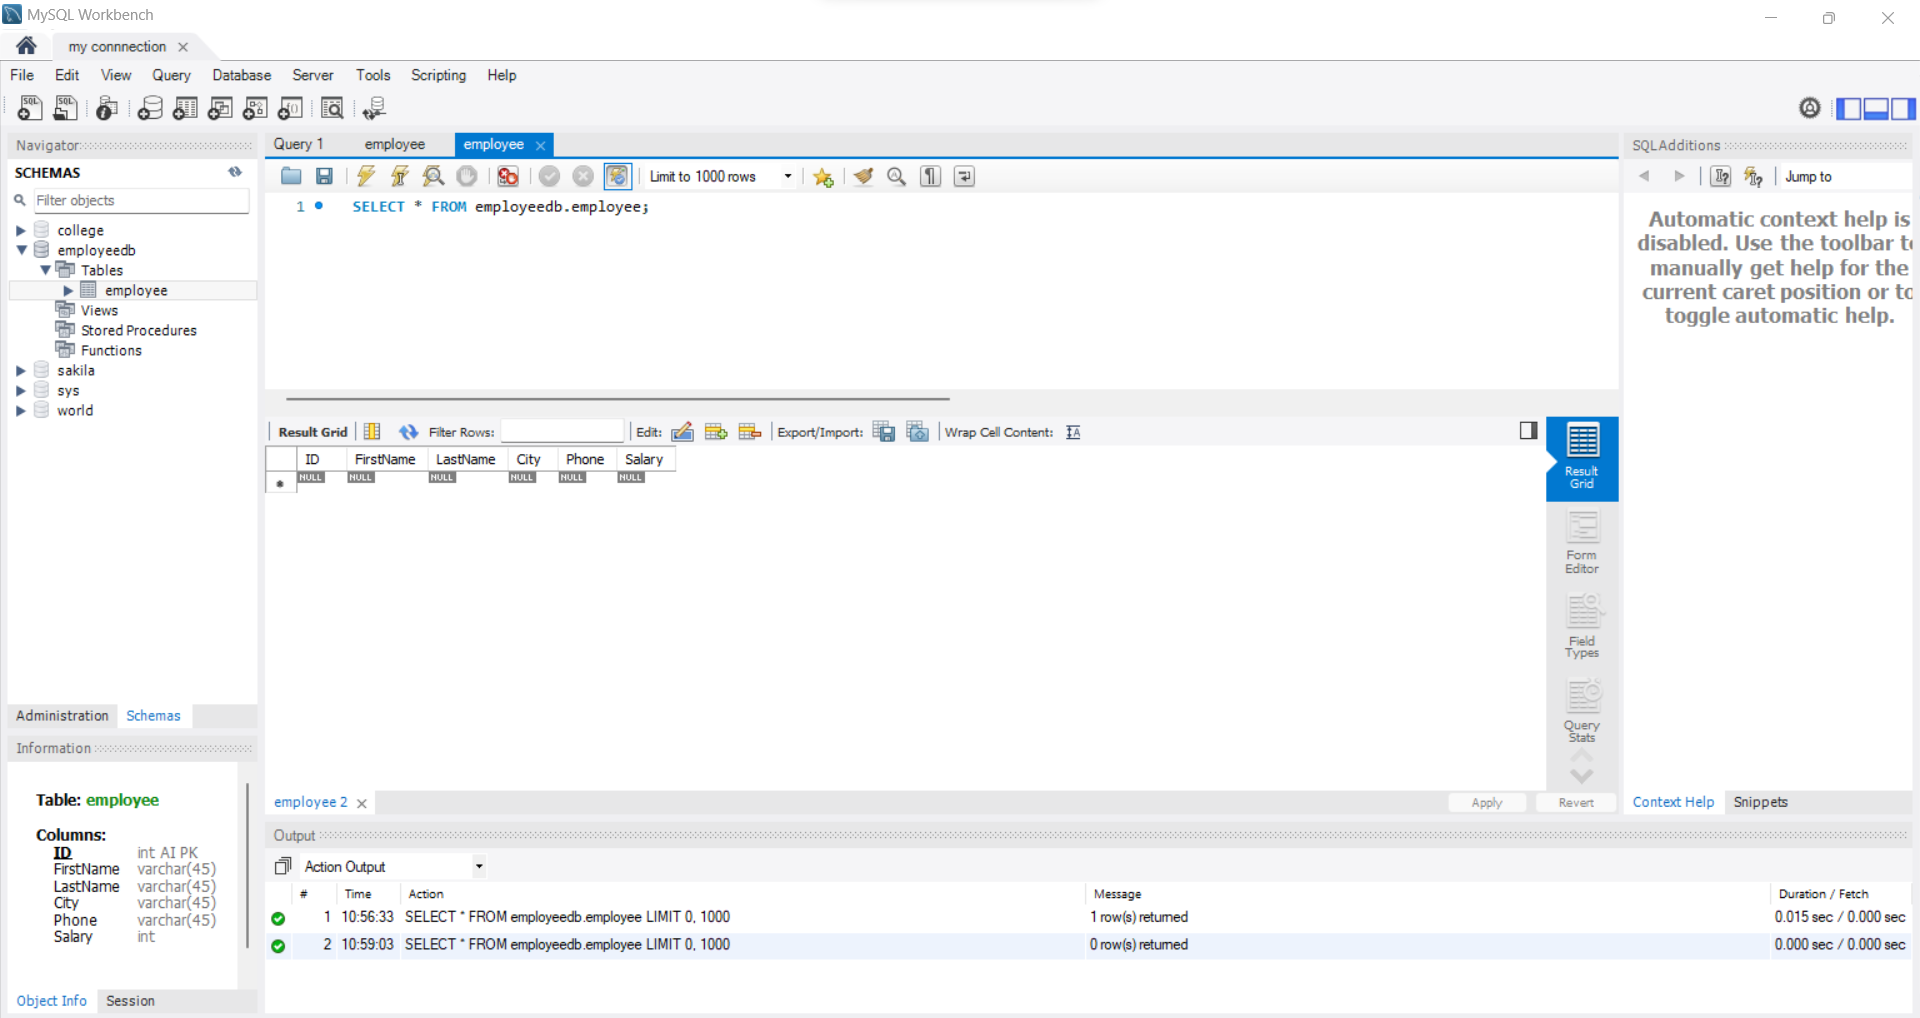 MySQL Workbench
my connnection
File Edit View Query Database Server Tools Scripting Help
Navigator
SCHEMAS
Filter objects
college
employeedb
Tables
employee
Views
Stored Procedures
Functions
sakila
sys
world
Administration Schemas
Information
Table: employee
Columns:
ID int AI PK
FirstName varchar(45)
LastName varchar(45)
City varchar(45)
Phone varchar(45)
Salary int
Object Info Session
Query 1 employee employee
Limit to 1000 rows
1 SELECT * FROM employeedb.employee;
Result Grid Filter Rows: Edit: Export/Import: Wrap Cell Content:
ID FirstName LastName City Phone Salary
NULL NULL NULL NULL NULL NULL
Result
Grid
Form
Editor
Field
Types
Query
Stats
employee 2 Apply Revert
Output
Action Output
# Time Action Message Duration / Fetch
1 10:56:33 SELECT * FROM employeedb.employee LIMIT 0, 1000 1 row(s) returned 0.015 sec / 0.000 sec
2 10:59:03 SELECT * FROM employeedb.employee LIMIT 0, 1000 0 row(s) returned 0.000 sec / 0.000 sec
SQLAdditions
Jump to
Automatic context help is
disabled. Use the toolbar t
manually get help for the
current caret position or to
toggle automatic help.
Context Help Snippets